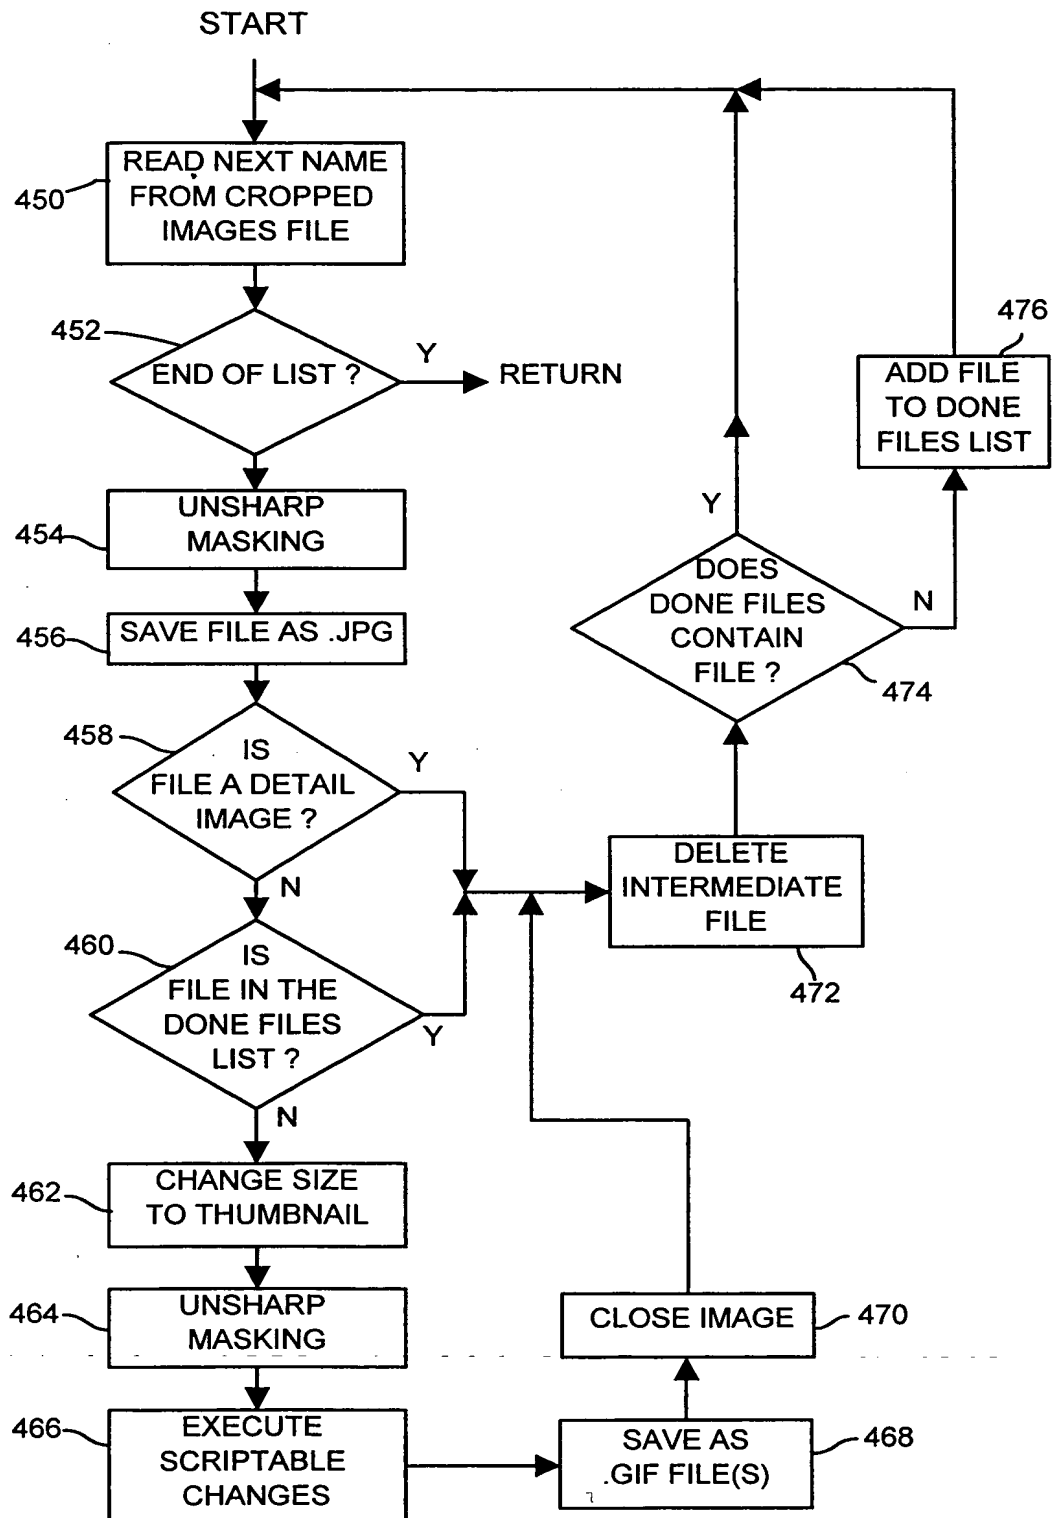 START
READ NEXT NAME
FROM CROPPED
IMAGES FILE
450
452
END OF LIST ?
Y
RETURN
UNSHARP
MASKING
454
SAVE FILE AS .JPG
456
458
IS
FILE A DETAIL
IMAGE ?
Y
N
460
IS
FILE IN THE
DONE FILES
LIST ?
Y
N
CHANGE SIZE
TO THUMBNAIL
462
UNSHARP
MASKING
464
EXECUTE
SCRIPTABLE
CHANGES
466
SAVE AS
.GIF FILE(S)
468
CLOSE IMAGE
470
DELETE
INTERMEDIATE
FILE
472
DOES
DONE FILES
CONTAIN
FILE ?
474
Y
N
476
ADD FILE
TO DONE
FILES LIST